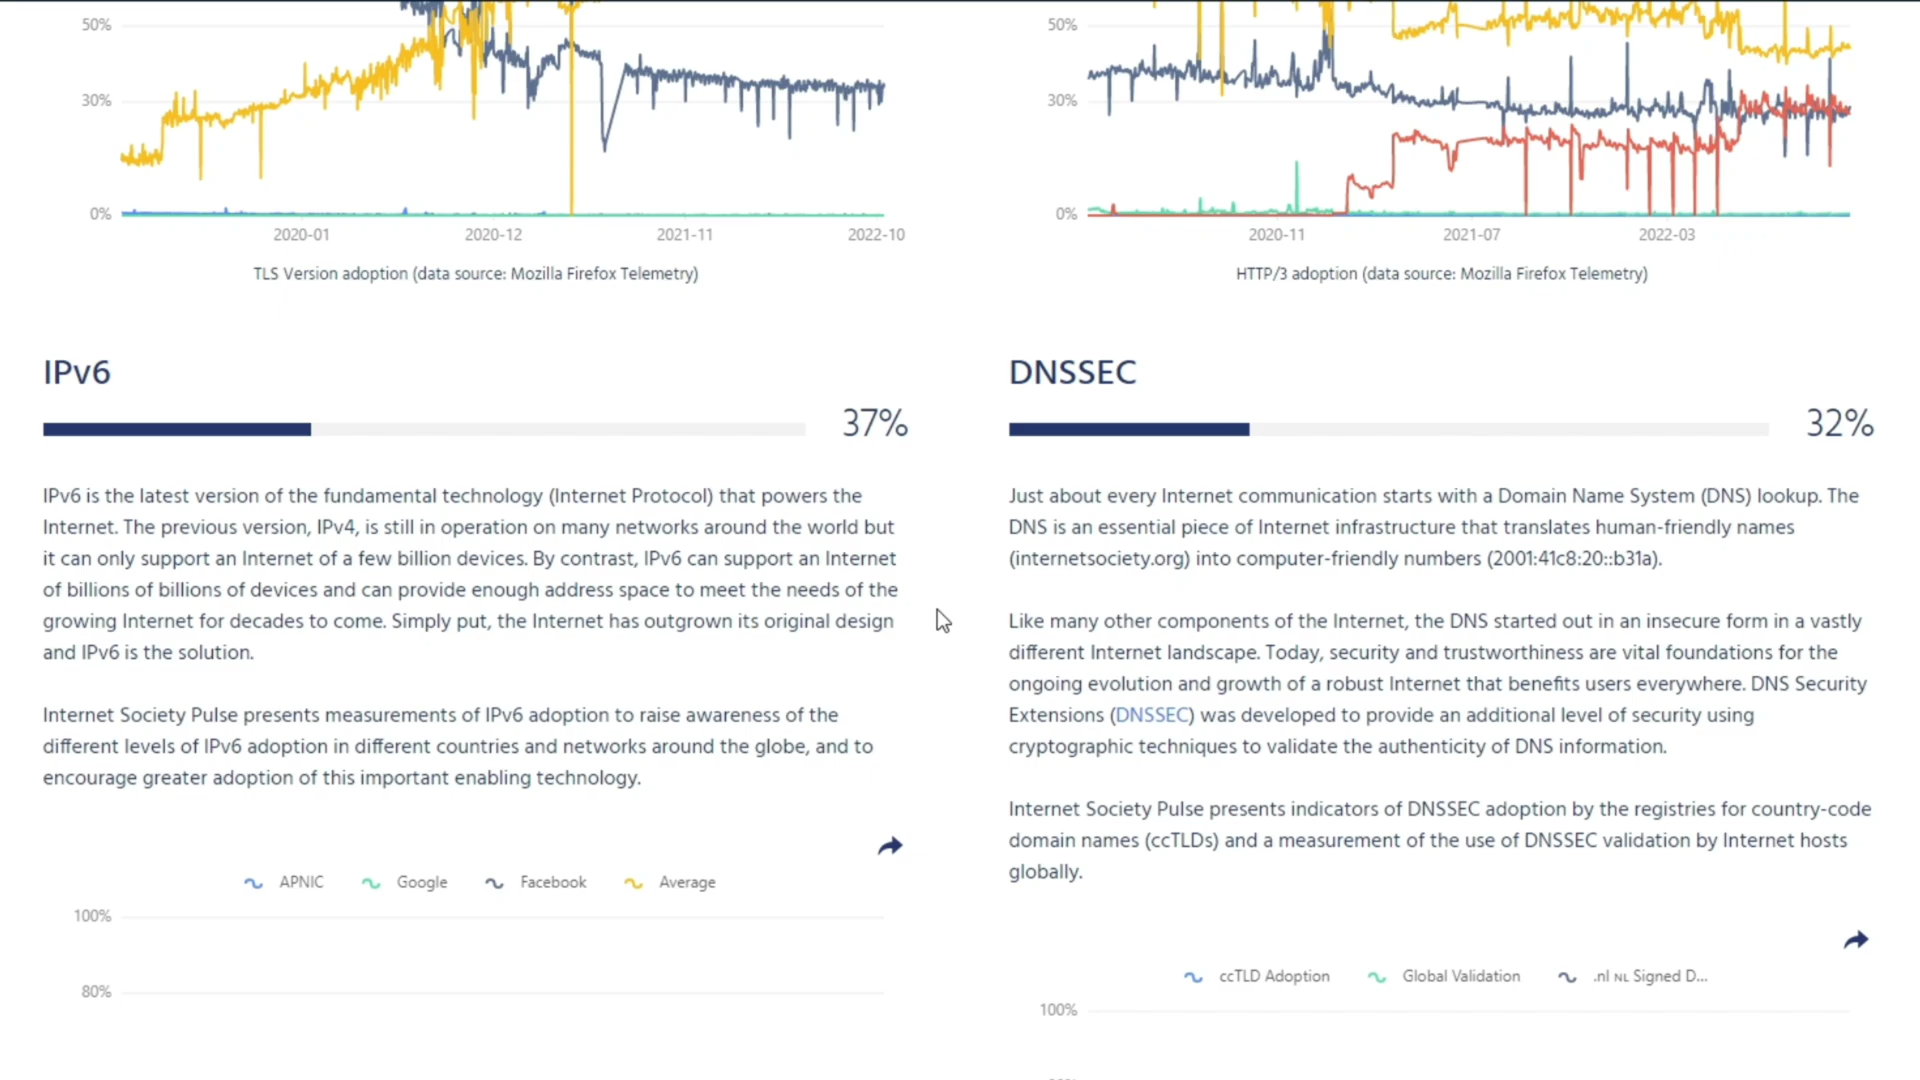 50%
30%
0%
2020-01
2020-12
2021-11
2022-10
TLS Version adoption (data source: Mozilla Firefox Telemetry)
50%
30%
0%
2020-11
2021-07
2022-03
HTTP/3 adoption (data source: Mozilla Firefox Telemetry)
IPv6
37%
IPv6 is the latest version of the fundamental technology (Internet Protocol) that powers the
Internet. The previous version, IPv4, is still in operation on many networks around the world but
it can only support an Internet of a few billion devices. By contrast, IPv6 can support an Internet
of billions of billions of devices and can provide enough address space to meet the needs of the
growing Internet for decades to come. Simply put, the Internet has outgrown its original design
and IPv6 is the solution.
Internet Society Pulse presents measurements of IPv6 adoption to raise awareness of the
different levels of IPv6 adoption in different countries and networks around the globe, and to
encourage greater adoption of this important enabling technology.
APNIC Google Facebook Average
100%
80%
DNSSEC
32%
Just about every Internet communication starts with a Domain Name System (DNS) lookup. The
DNS is an essential piece of Internet infrastructure that translates human-friendly names
(internetsociety.org) into computer-friendly numbers (2001:41c8:20::b31a).
Like many other components of the Internet, the DNS started out in an insecure form in a vastly
different Internet landscape. Today, security and trustworthiness are vital foundations for the
ongoing evolution and growth of a robust Internet that benefits users everywhere. DNS Security
Extensions (DNSSEC) was developed to provide an additional level of security using
cryptographic techniques to validate the authenticity of DNS information.
Internet Society Pulse presents indicators of DNSSEC adoption by the registries for country-code
domain names (ccTLDs) and a measurement of the use of DNSSEC validation by Internet hosts
globally.
ccTLD Adoption Global Validation .nl NL Signed D...
100%